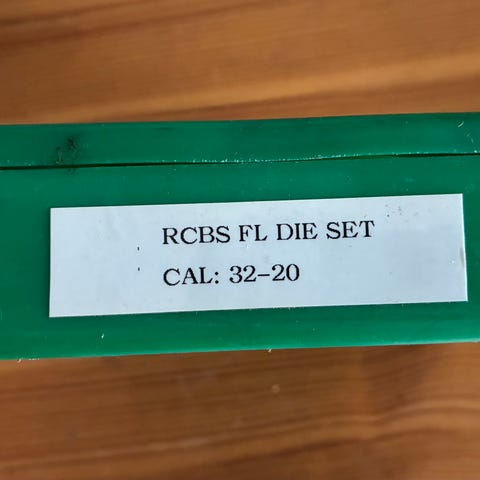 RCBS FL DIE SET
CAL: 32-20